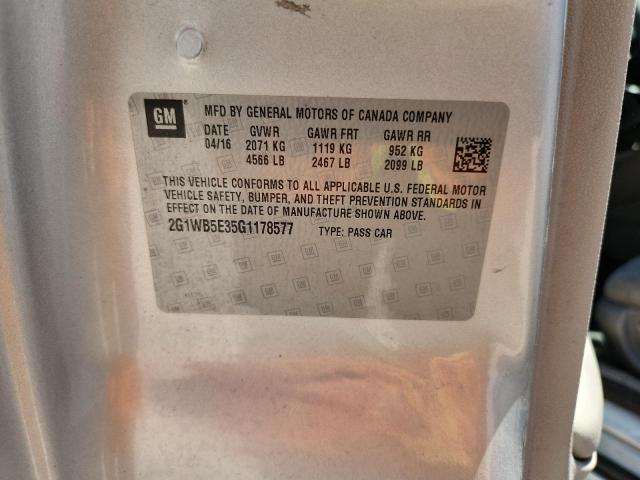 GM
MFD BY GENERAL MOTORS OF CANADA COMPANY
DATE GVWR GAWR FRT GAWR RR
04/16 2071 KG 1119 KG 952 KG
4566 LB 2467 LB 2099 LB
THIS VEHICLE CONFORMS TO ALL APPLICABLE U.S. FEDERAL MOTOR
VEHICLE SAFETY, BUMPER, AND THEFT PREVENTION STANDARDS IN
EFFECT ON THE DATE OF MANUFACTURE SHOWN ABOVE.
2G1WB5E35G1178577 TYPE: PASS CAR